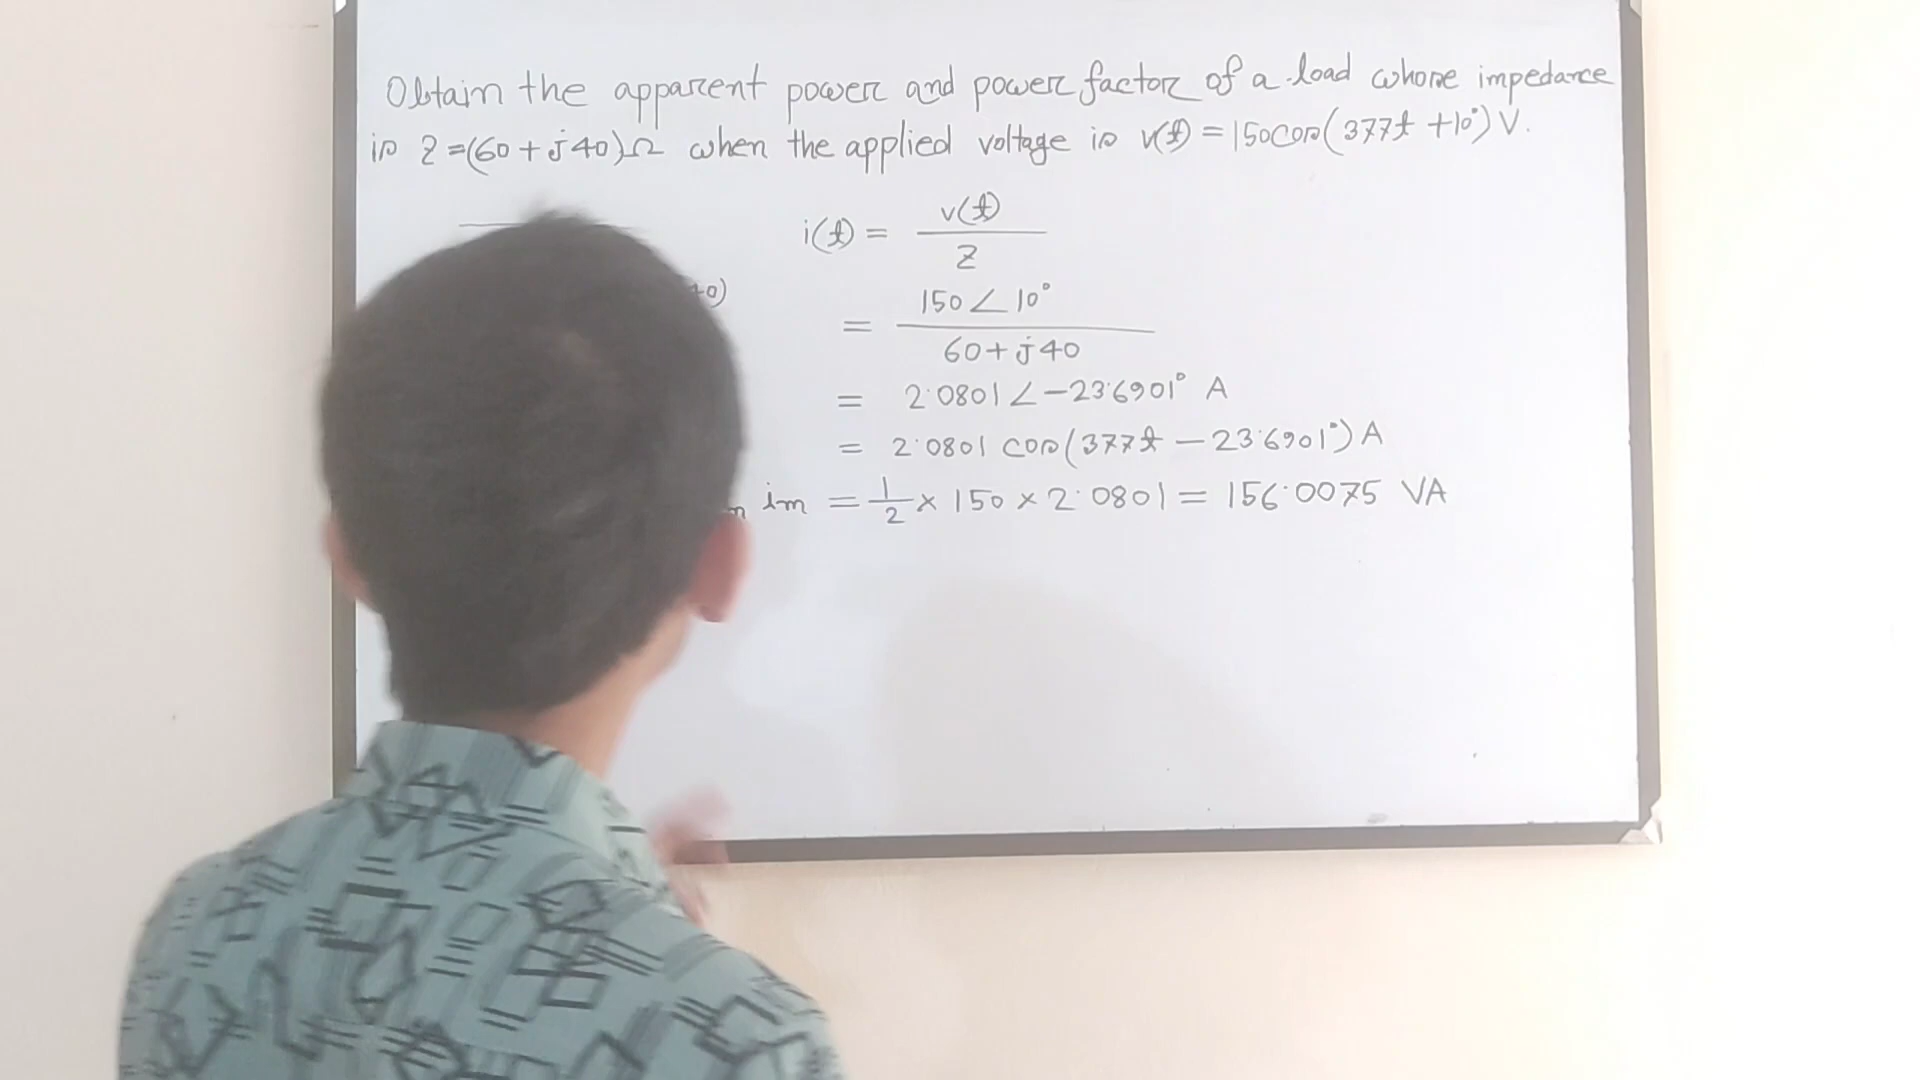 Obtain the apparent power and power factor of a load whose impedance
is Z = (60 + j40)Ω when the applied voltage is v(t) = 150cos(377t + 10°) V.
i(t) = v(t) / Z
= 150∠10° / 60 + j40
= 2.0801∠-23.6901° A
= 2.0801 cos(377t - 23.6901°) A
im = 1/2 × 150 × 2.0801 = 156.0075 VA